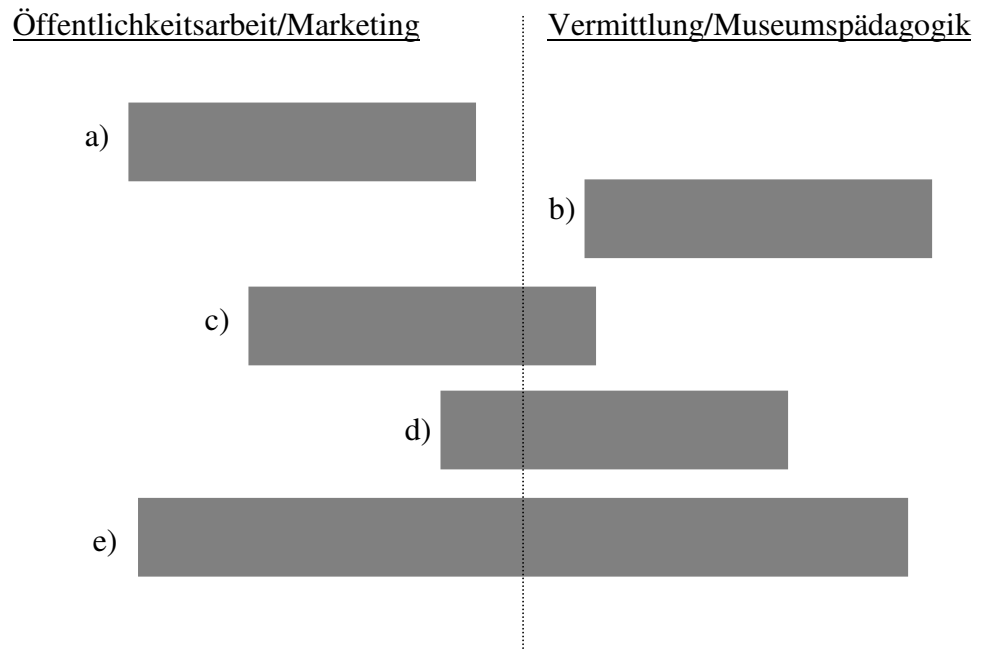 Öffentlichkeitsarbeit/Marketing Vermittlung/Museumspädagogik
a)
b)
c)
d)
e)